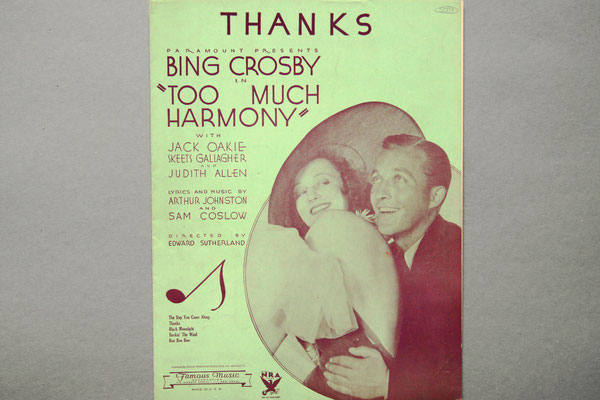 THANKS
PARAMOUNT PRESENTS
BING CROSBY
IN
"TOO MUCH
HARMONY"
WITH
JACK OAKIE
SKEETS GALLAGHER
AND
JUDITH ALLEN
LYRICS AND MUSIC BY
ARTHUR JOHNSTON
AND
SAM COSLOW
DIRECTED BY
EDWARD SUTHERLAND
The Day You Came Along
Thanks
Black Moonlight
Buckin' The Wind
Boo Boo Boo
Famous Music
MADE IN U.S.A.
NRA